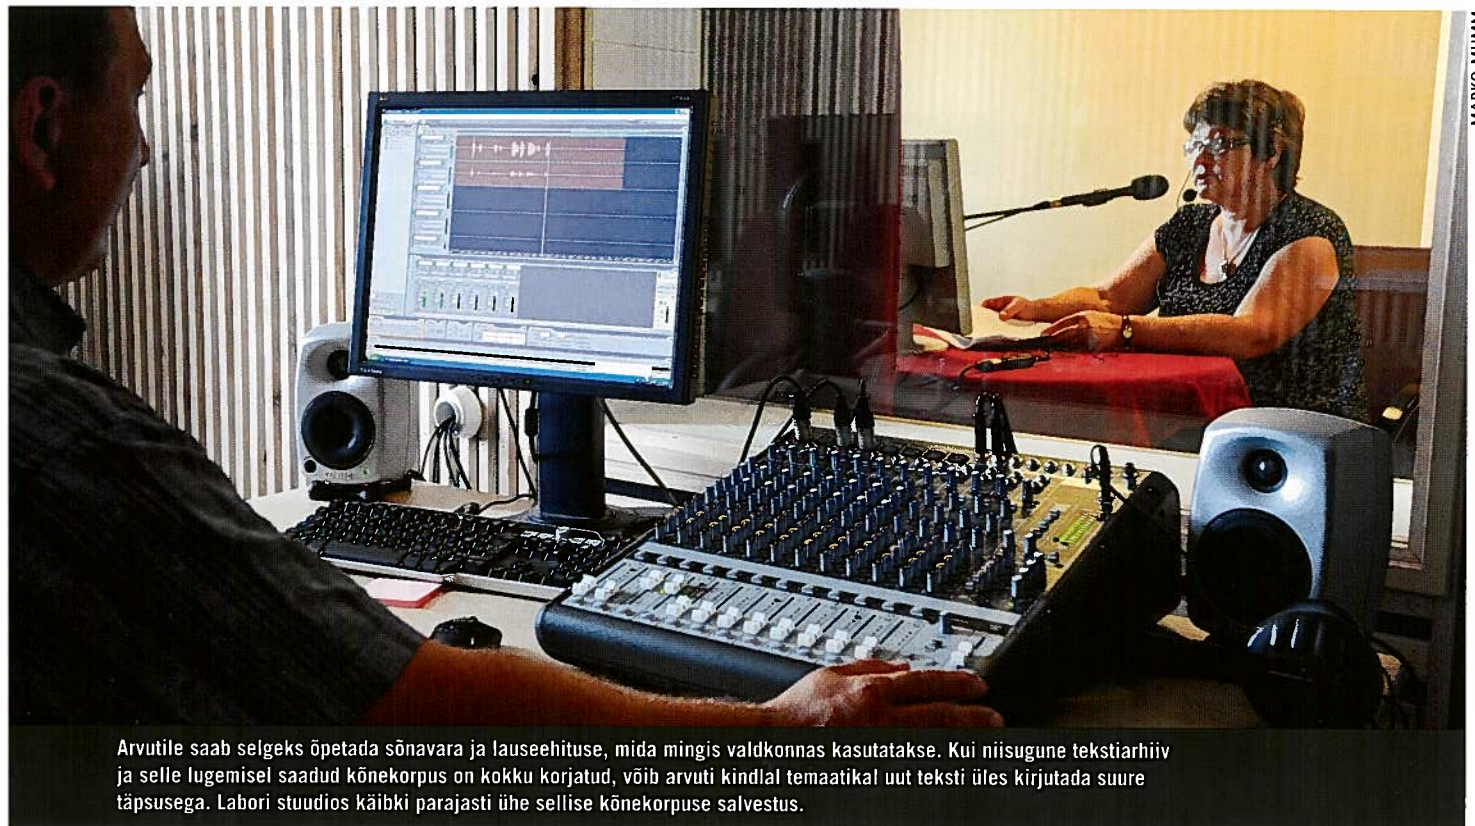 MARKO MUMM
Arvutile saab selgeks õpetada sõnavara ja lauseehituse, mida mingis valdkonnas kasutatakse. Kui niisugune tekstiarhiiv
ja selle lugemisel saadud kõnekorpus on kokku korjatud, võib arvuti kindlal temaatikal uut teksti üles kirjutada suure
täpsusega. Labori stuudios käibki parajasti ühe sellise kõnekorpuse salvestus.